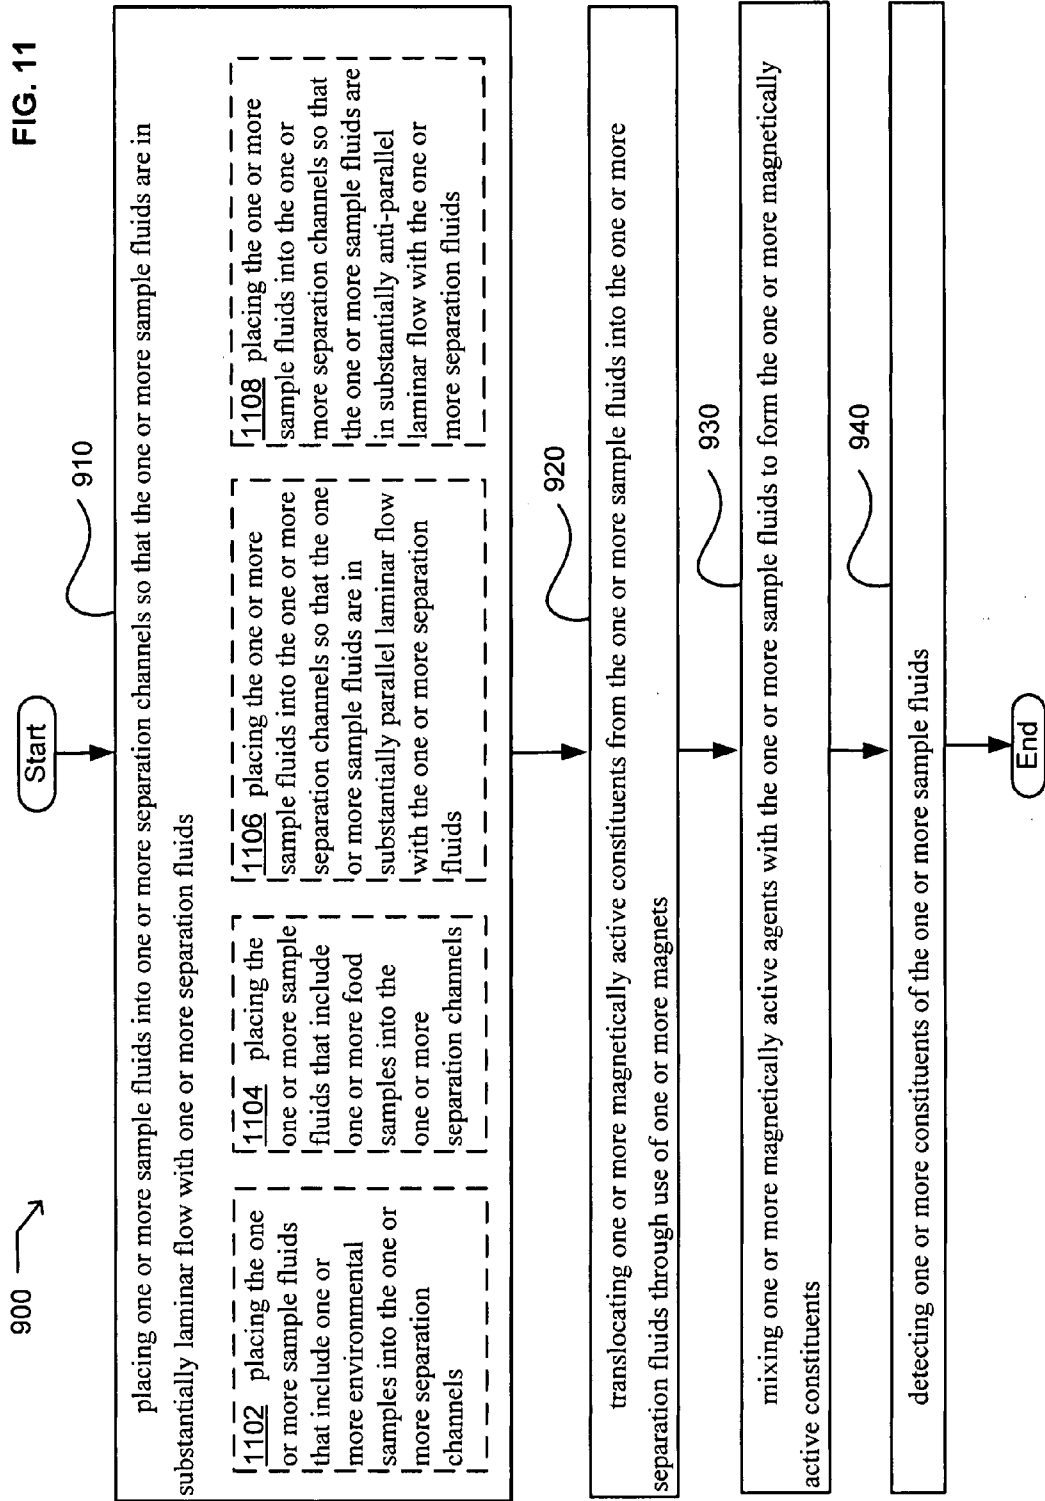 FIG. 11
900
Start
910
placing one or more sample fluids into one or more separation channels so that the one or more sample fluids are in
substantially laminar flow with one or more separation fluids
1102 placing the one
or more sample fluids
that include one or
more environmental
samples into the one or
more separation
channels
1104 placing the
one or more sample
fluids that include
one or more food
samples into the
one or more
separation channels
1106 placing the one or more
sample fluids into the one or more
separation channels so that the one
or more sample fluids are in
substantially parallel laminar flow
with the one or more separation
fluids
1108 placing the one or more
sample fluids into the one or
more separation channels so that
the one or more sample fluids are
in substantially anti-parallel
laminar flow with the one or
more separation fluids
920
translocating one or more magnetically active constituents from the one or more sample fluids into the one or more
separation fluids through use of one or more magnets
930
mixing one or more magnetically active agents with the one or more sample fluids to form the one or more magnetically
active constituents
940
detecting one or more constituents of the one or more sample fluids
End